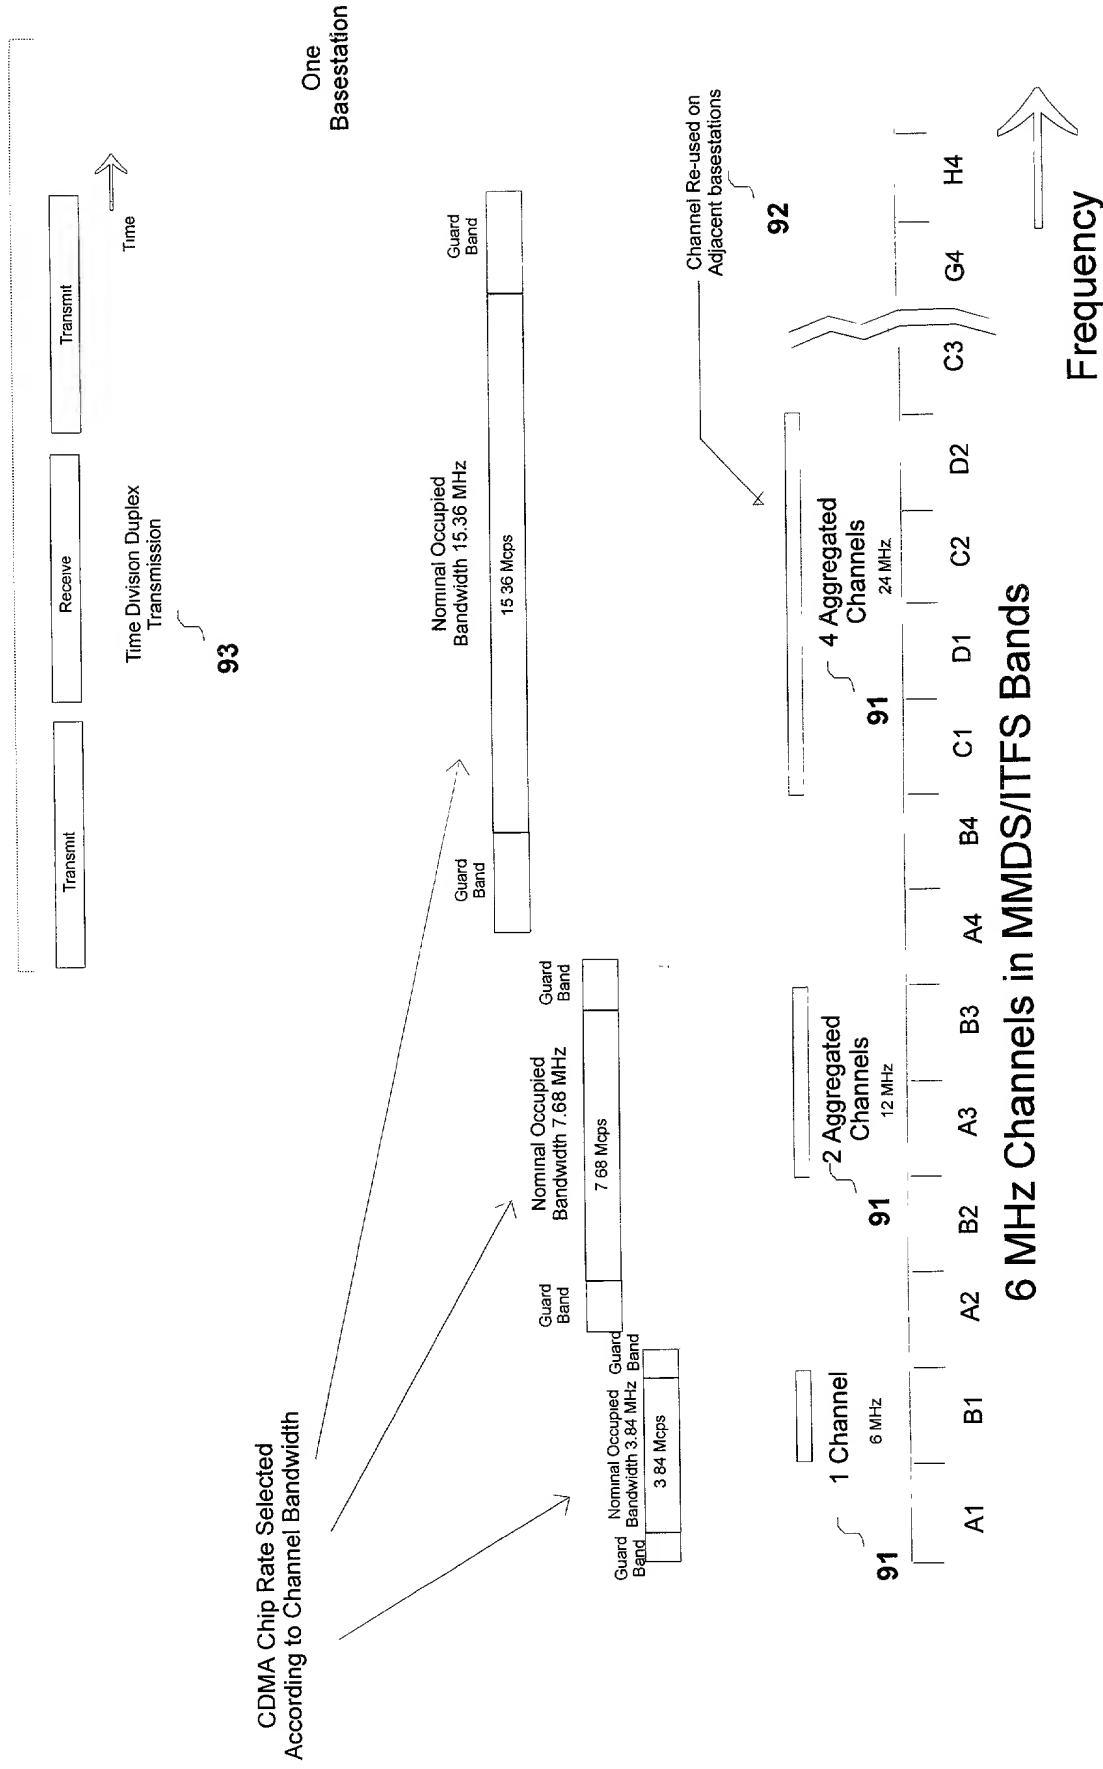 Transmit
Receive
Transmit
Time
Time Division Duplex
Transmission
93
One
Basestation
CDMA Chip Rate Selected
According to Channel Bandwidth
Guard
Band
Nominal Occupied
Bandwidth 15.36 MHz
Guard
Band
15 36 Mcps
Guard
Band
Nominal Occupied
Bandwidth 7.68 MHz
Guard
Band
7 68 Mcps
Guard
Band
Nominal Occupied
Bandwidth 3.84 MHz
Guard
Band
3 84 Mcps
Channel Re-used on
Adjacent basestations
92
1 Channel
6 MHz
91
2 Aggregated
Channels
12 MHz
91
4 Aggregated
Channels
24 MHz.
91
A1 B1 A2 B2 A3 B3 A4 B4 C1 D1 C2 D2 C3 G4 H4
6 MHz Channels in MMDS/ITFS Bands
Frequency